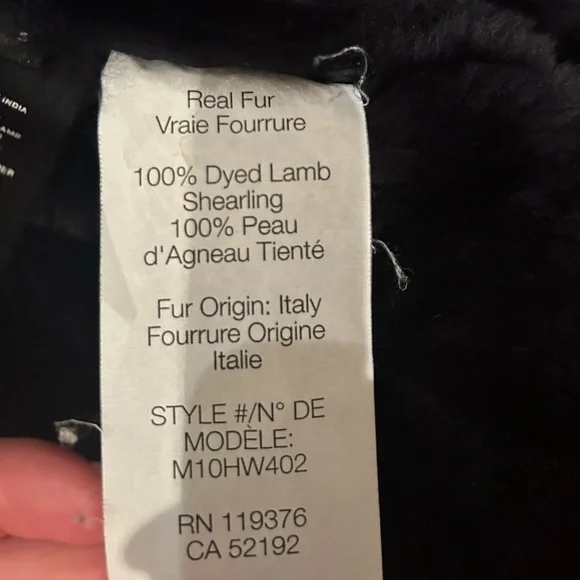 INDIA
Real Fur
Vraie Fourrure
100% Dyed Lamb
Shearling
100% Peau
d'Agneau Tienté
Fur Origin: Italy
Fourrure Origine
Italie
STYLE #/N° DE
MODÈLE:
M10HW402
RN 119376
CA 52192